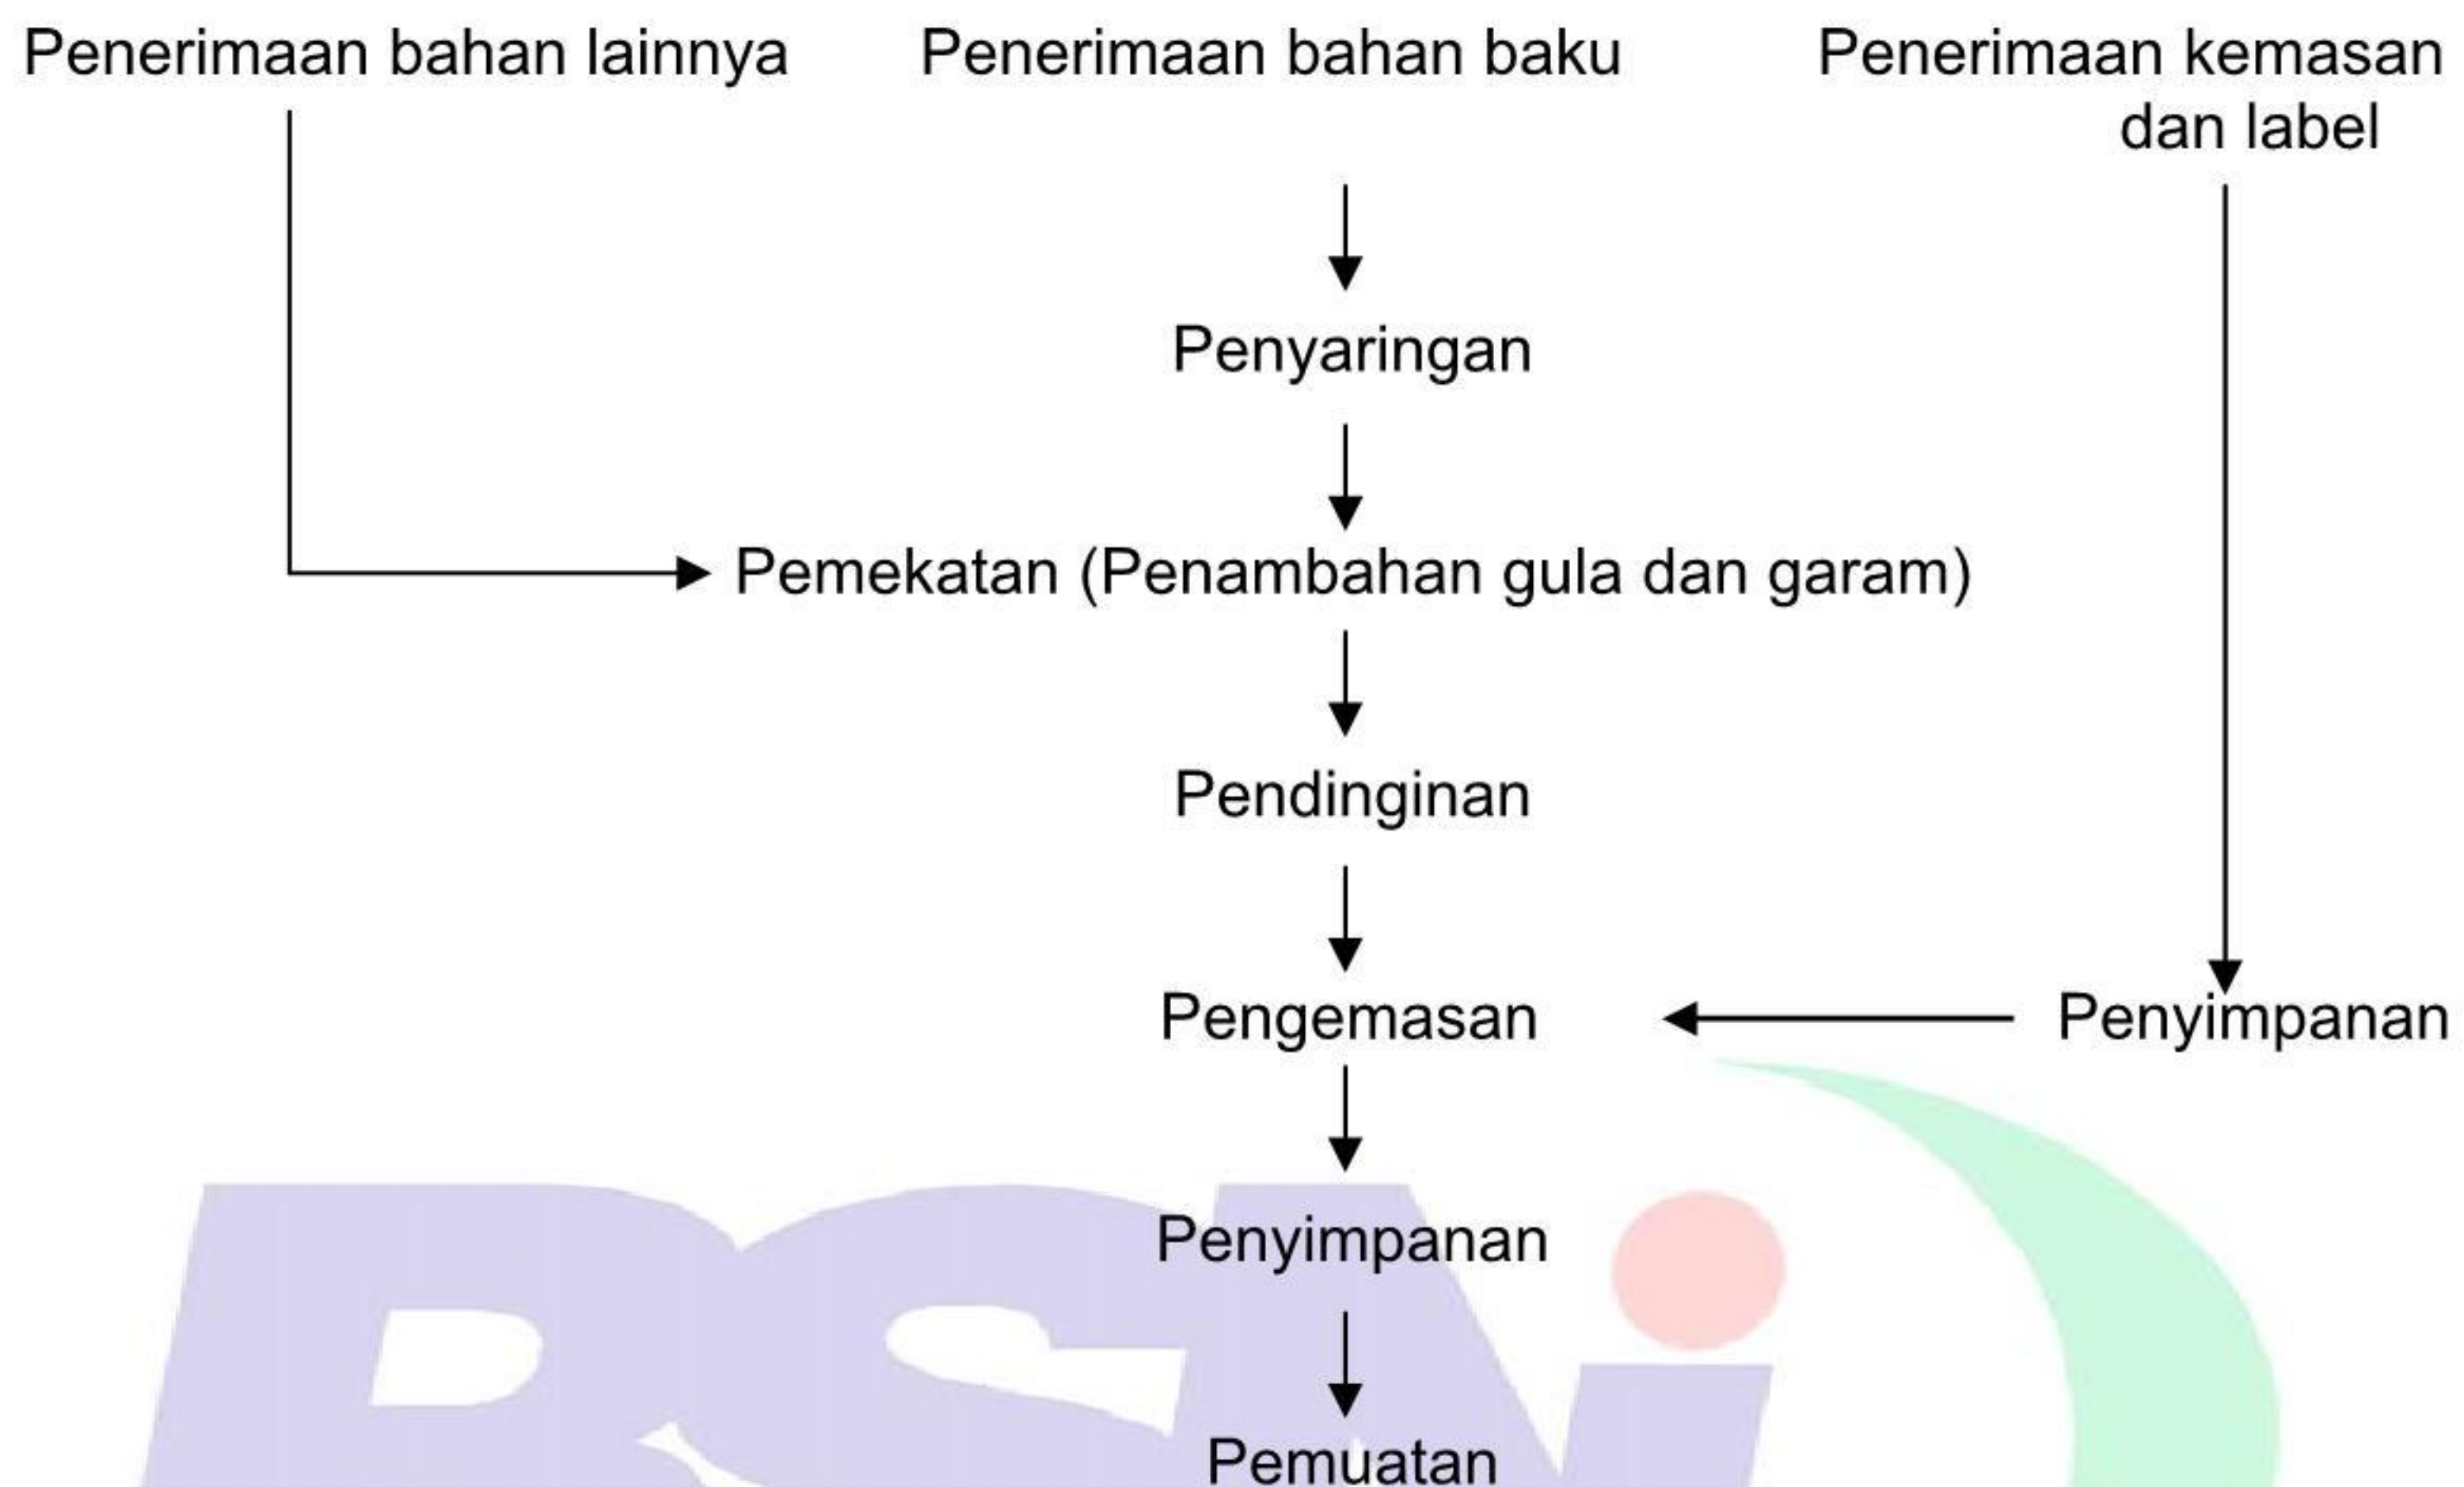 Penerimaan bahan lainnya
Penerimaan bahan baku
Penerimaan kemasan
dan label
Penyaringan
Pemekatan (Penambahan gula dan garam)
Pendinginan
Pengemasan
Penyimpanan
Penyimpanan
Pemuatan
BSNi